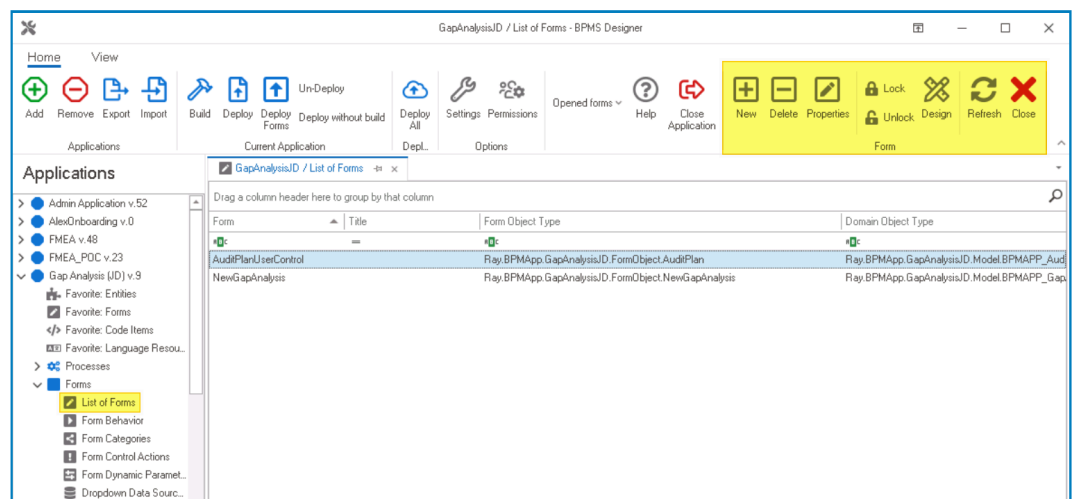 GapAnalysisJD / List of Forms - BPMS Designer
Home View
Add Remove Export Import Build Deploy Deploy Forms Un-Deploy Deploy without build Deploy All Settings Permissions Opened forms Help Close Application New Delete Properties Lock Unlock Design Refresh Close
Applications Current Application Depl... Options Form
Applications
GapAnalysisJD / List of Forms
Admin Application v.52
AlexOnboarding v.0
FMEA v.48
FMEA_POC v.23
Gap Analysis (JD) v.9
Favorite: Entities
Favorite: Forms
Favorite: Code Items
Favorite: Language Resou...
Processes
Forms
List of Forms
Form Behavior
Form Categories
Form Control Actions
Form Dynamic Paramet...
Dropdown Data Sourc...
Drag a column header here to group by that column
Form Title Form Object Type Domain Object Type
AuditPlanUserControl Ray.BPMApp.GapAnalysisJD.FormObject.AuditPlan Ray.BPMApp.GapAnalysisJD.Model.BPMAPP_Aud
NewGapAnalysis Ray.BPMApp.GapAnalysisJD.FormObject.NewGapAnalysis Ray.BPMApp.GapAnalysisJD.Model.BPMAPP_Gap